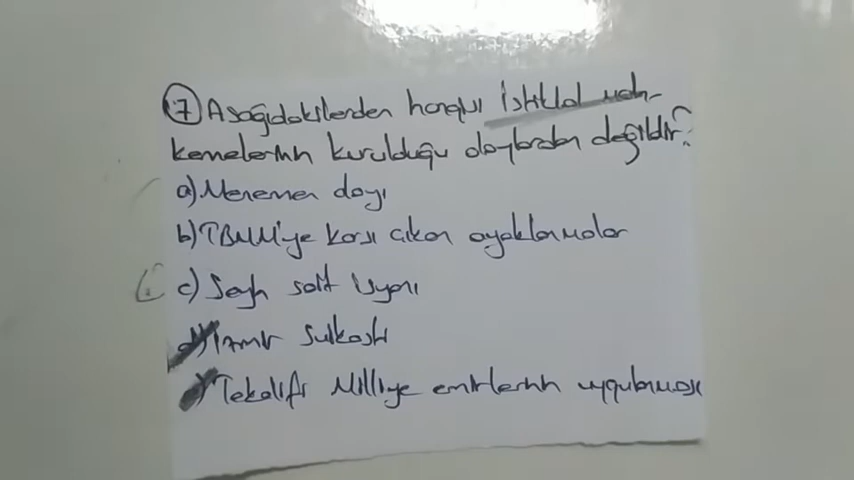 7) Aşağıdakilerden hangisi İstiklal mah-
kemelerinin kurulduğu olaylardan değildir?
a) Menemen olayı
b) TBMM'ye karşı çıkan ayaklanmalar
c) Şeyh Sait İsyanı
d) İzmir Suikasti
e) Tekalifi Milliye emirlerinin uygulanması